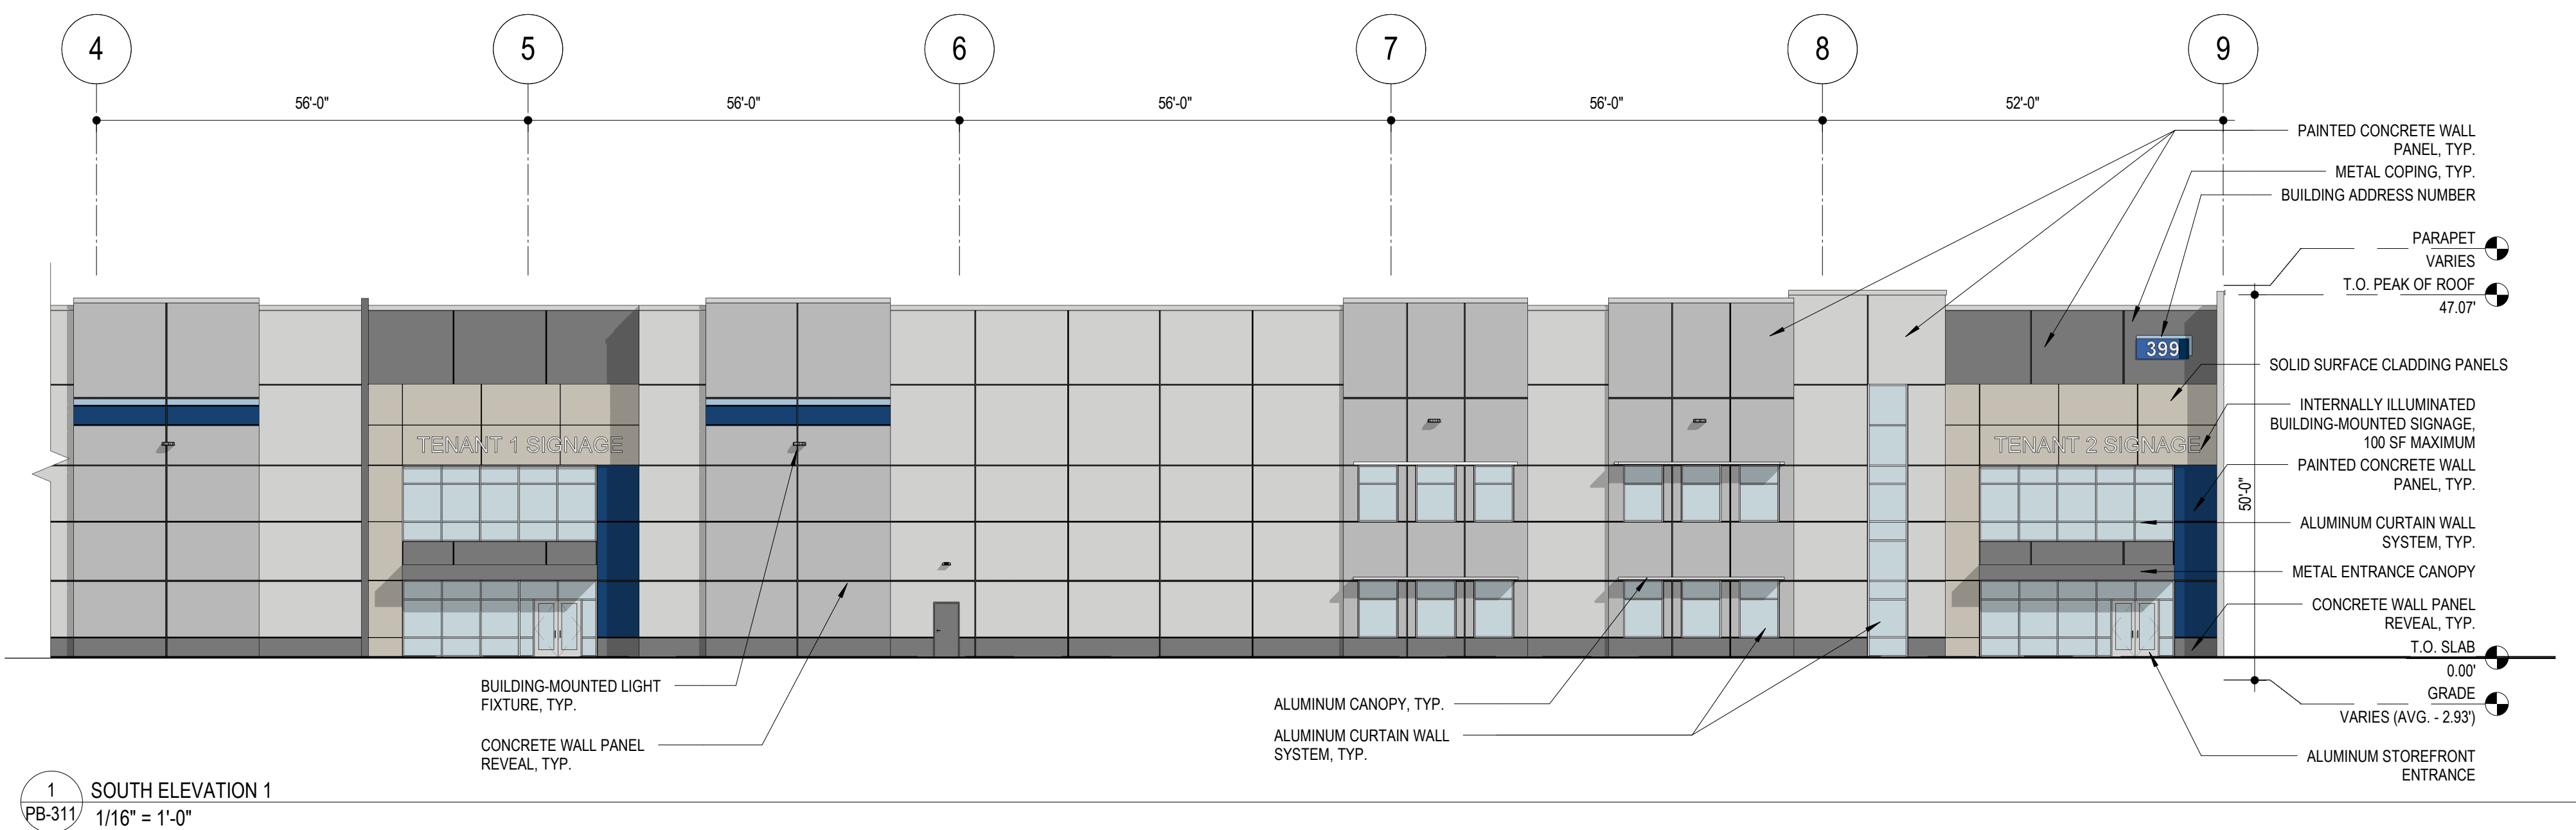 4 5 6 7 8 9
56'-0" 56'-0" 56'-0" 56'-0" 52'-0"
PAINTED CONCRETE WALL
PANEL, TYP.
METAL COPING, TYP.
BUILDING ADDRESS NUMBER
PARAPET
VARIES
T.O. PEAK OF ROOF
47.07'
399
SOLID SURFACE CLADDING PANELS
INTERNALLY ILLUMINATED
BUILDING-MOUNTED SIGNAGE,
100 SF MAXIMUM
TENANT 1 SIGNAGE
TENANT 2 SIGNAGE
PAINTED CONCRETE WALL
PANEL, TYP.
50'-0"
ALUMINUM CURTAIN WALL
SYSTEM, TYP.
METAL ENTRANCE CANOPY
CONCRETE WALL PANEL
REVEAL, TYP.
T.O. SLAB
0.00'
GRADE
VARIES (AVG. - 2.93')
ALUMINUM STOREFRONT
ENTRANCE
BUILDING-MOUNTED LIGHT
FIXTURE, TYP.
CONCRETE WALL PANEL
REVEAL, TYP.
ALUMINUM CANOPY, TYP.
ALUMINUM CURTAIN WALL
SYSTEM, TYP.
1
PB-311
SOUTH ELEVATION 1
1/16" = 1'-0"